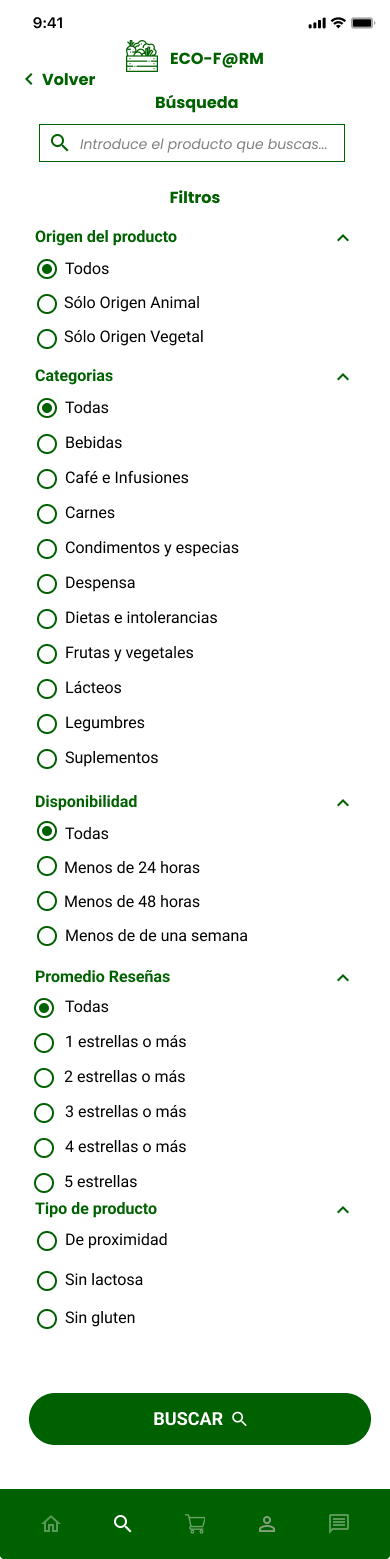 9:41
ECO-F@RM
Volver
Búsqueda
Introduce el producto que buscas...
Filtros
Origen del producto
Todos
Sólo Origen Animal
Sólo Origen Vegetal
Categorias
Todas
Bebidas
Café e Infusiones
Carnes
Condimentos y especias
Despensa
Dietas e intolerancias
Frutas y vegetales
Lácteos
Legumbres
Suplementos
Disponibilidad
Todas
Menos de 24 horas
Menos de 48 horas
Menos de de una semana
Promedio Reseñas
Todas
1 estrellas o más
2 estrellas o más
3 estrellas o más
4 estrellas o más
5 estrellas
Tipo de producto
De proximidad
Sin lactosa
Sin gluten
BUSCAR